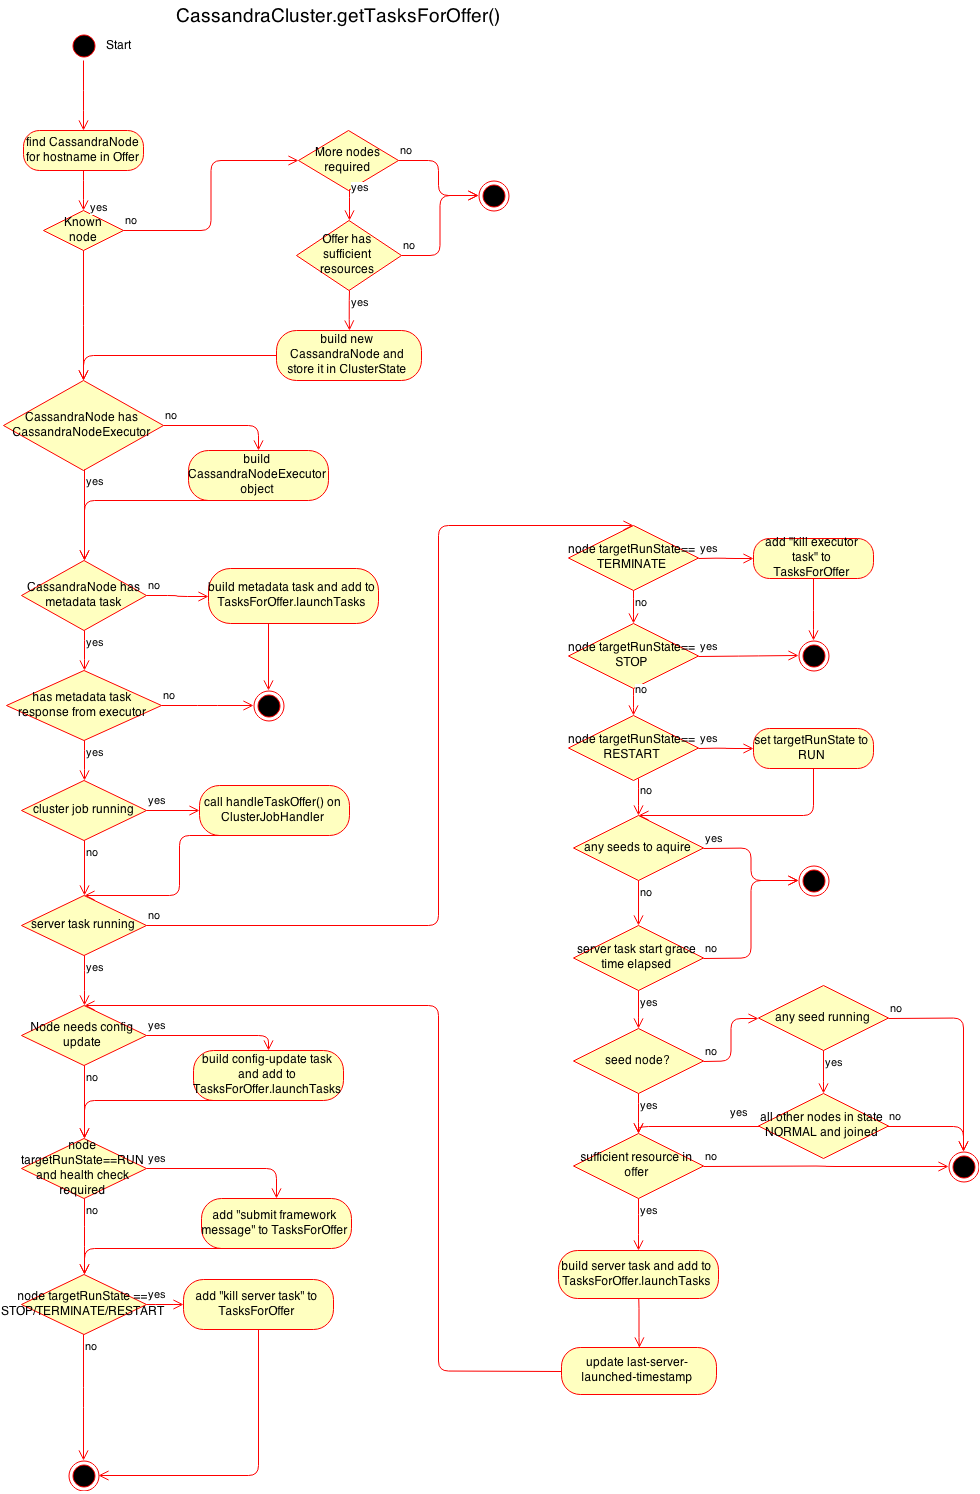 CassandraCluster.getTasksForOffer()
Start
find CassandraNode
for hostname in Offer
yes
Known
node
no
More nodes
required
no
yes
Offer has
sufficient
resources
no
yes
build new
CassandraNode and
store it in ClusterState
CassandraNode has
CassandraNodeExecutor
no
yes
build
CassandraNodeExecutor
object
CassandraNode has
metadata task
no
yes
build metadata task and add to
TasksForOffer.launchTasks
has metadata task
response from executor
no
yes
cluster job running
yes
no
call handleTaskOffer() on
ClusterJobHandler
server task running
no
yes
Node needs config
update
yes
no
build config-update task
and add to
TasksForOffer.launchTasks
node
targetRunState==RUN
and health check
required
yes
no
add "submit framework
message" to TasksForOffer
node targetRunState ==
STOP/TERMINATE/RESTART
yes
no
add "kill server task" to
TasksForOffer
node targetRunState==
TERMINATE
yes
no
add "kill executor
task" to
TasksForOffer
node targetRunState==
STOP
yes
no
node targetRunState==
RESTART
yes
no
set targetRunState to
RUN
any seeds to aquire
yes
no
server task start grace
time elapsed
no
yes
seed node?
no
yes
any seed running
no
yes
all other nodes in state
NORMAL and joined
yes
no
sufficient resource in
offer
no
yes
build server task and add to
TasksForOffer.launchTasks
update last-server-
launched-timestamp